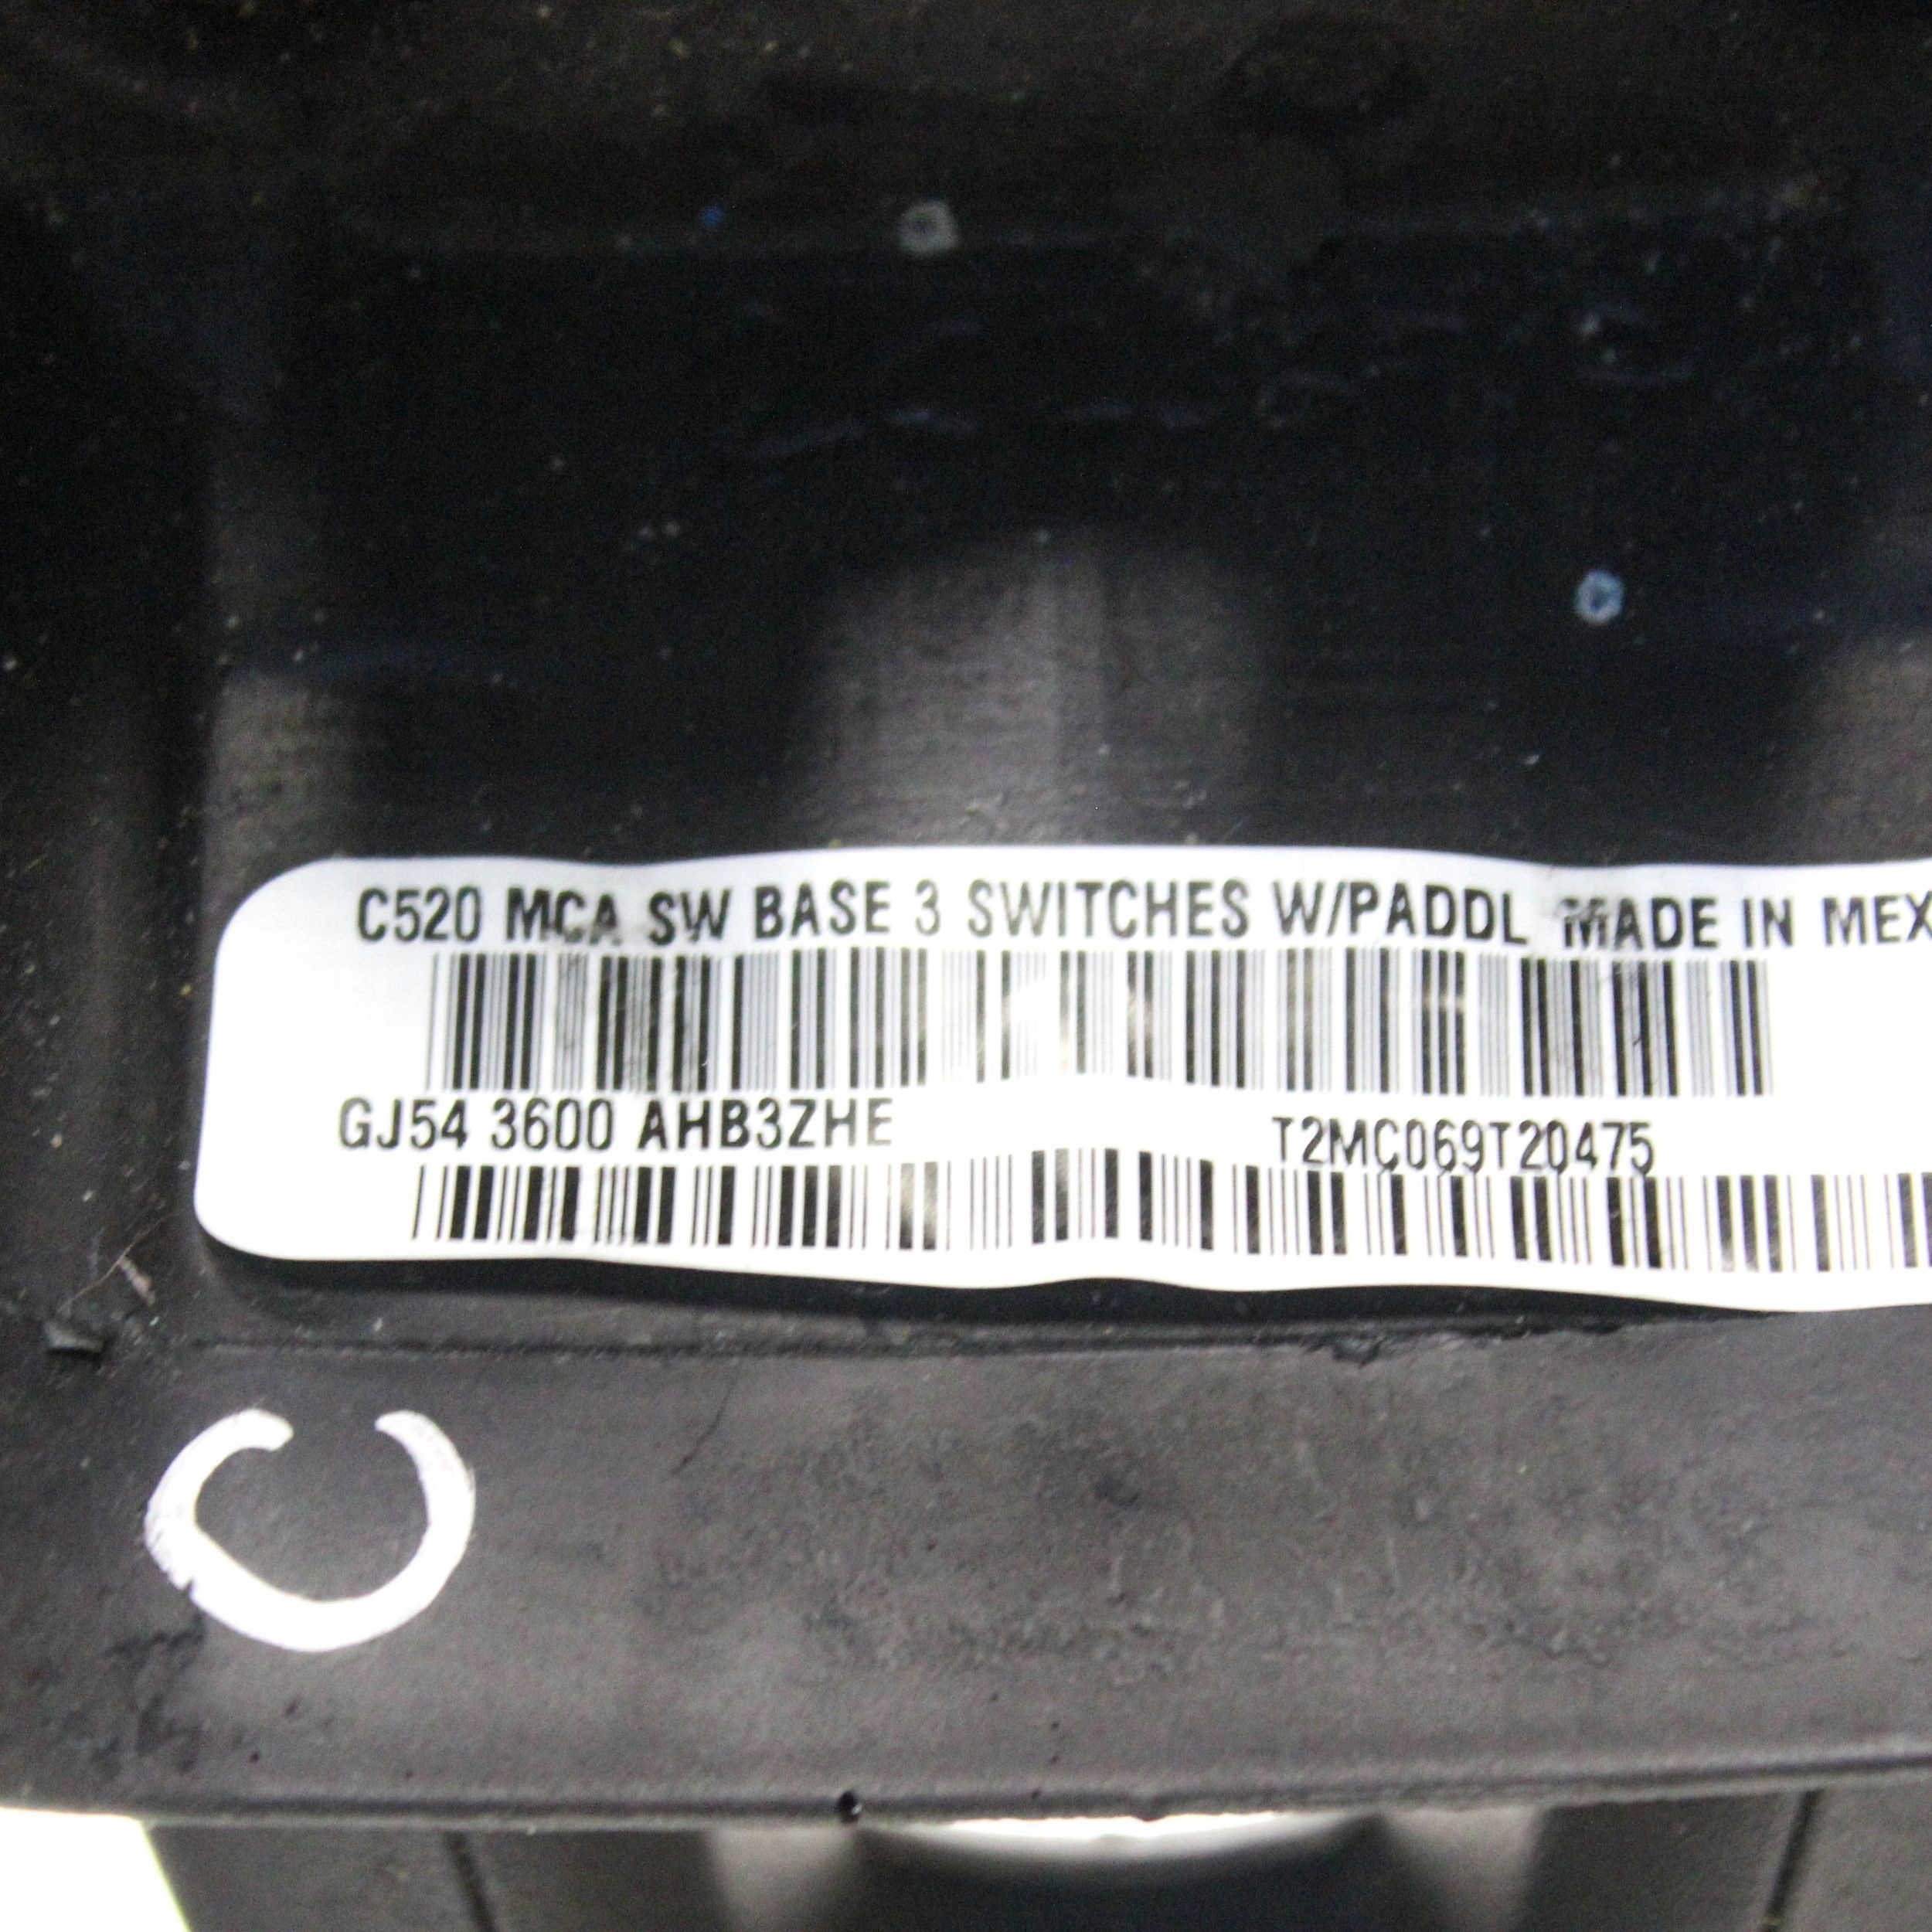 C520 MCA SW BASE 3 SWITCHES W/PADDL MADE IN MEX
GJ54 3600 AHB3ZHE T2MC069T20475
C